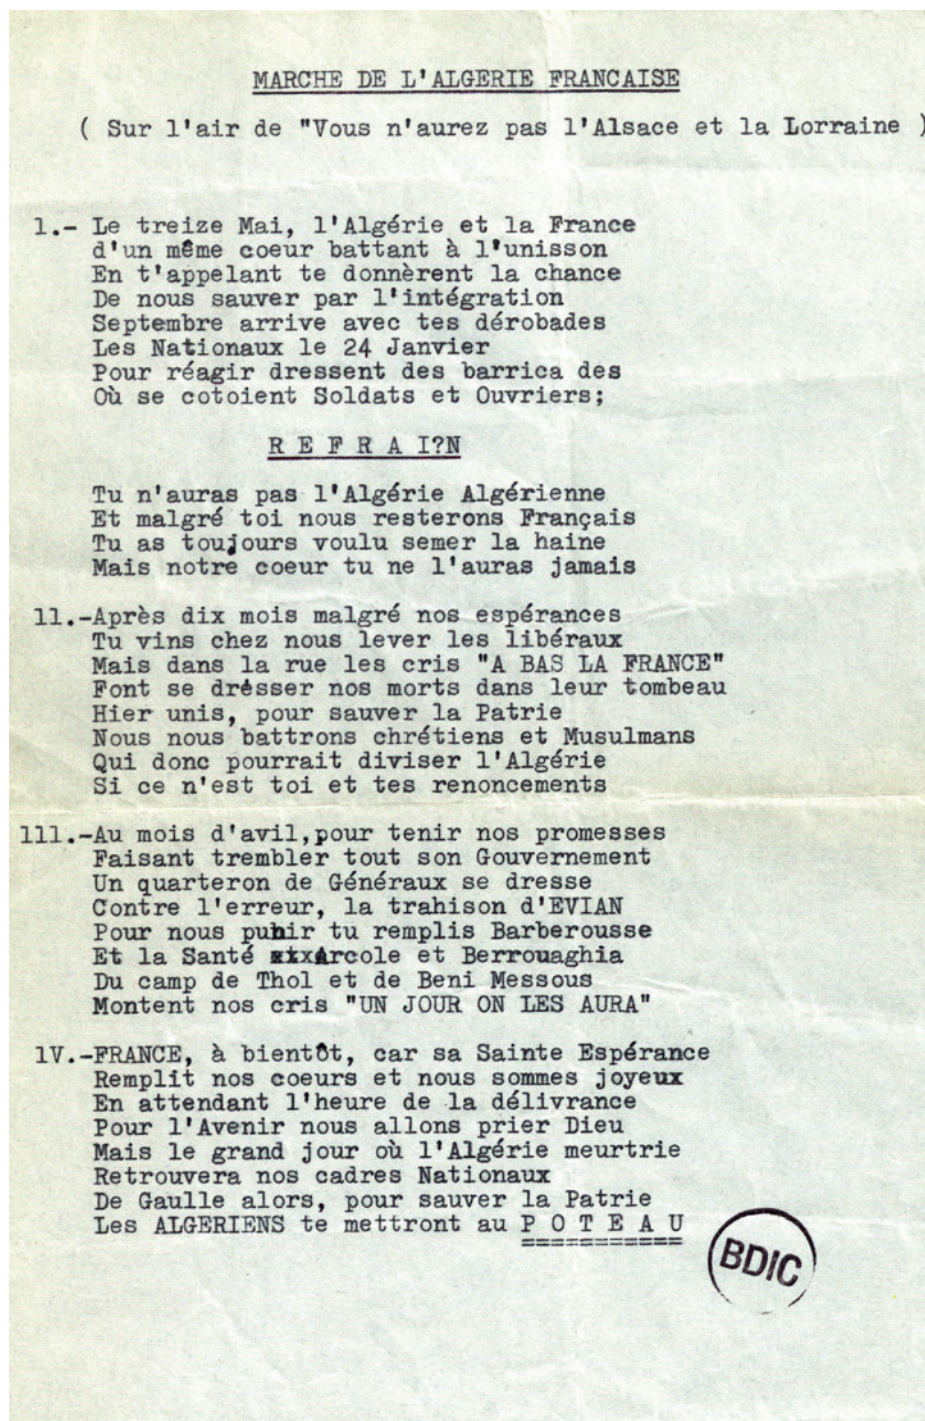 MARCHE DE L'ALGERIE FRANCAISE
( Sur l'air de "Vous n'aurez pas l'Alsace et la Lorraine )
1.- Le treize Mai, l'Algérie et la France
d'un même coeur battant à l'unisson
En t'appelant te donnèrent la chance
De nous sauver par l'intégration
Septembre arrive avec tes dérobades
Les Nationaux le 24 Janvier
Pour réagir dressent des barrica des
Où se cotoient Soldats et Ouvriers;
R E F R A I?N
Tu n'auras pas l'Algérie Algérienne
Et malgré toi nous resterons Français
Tu as toujours voulu semer la haine
Mais notre coeur tu ne l'auras jamais
11.-Après dix mois malgré nos espérances
Tu vins chez nous lever les libéraux
Mais dans la rue les cris "A BAS LA FRANCE"
Font se drésser nos morts dans leur tombeau
Hier unis, pour sauver la Patrie
Nous nous battrons chrétiens et Musulmans
Qui donc pourrait diviser l'Algérie
Si ce n'est toi et tes renoncements
111.-Au mois d'avil,pour tenir nos promesses
Faisant trembler tout son Gouvernement
Un quarteron de Généraux se dresse
Contre l'erreur, la trahison d'EVIAN
Pour nous punir tu remplis Barberousse
Et la Santé Arcole et Berrouaghia
Du camp de Thol et de Beni Messous
Montent nos cris "UN JOUR ON LES AURA"
1V.-FRANCE, à bientôt, car sa Sainte Espérance
Remplit nos coeurs et nous sommes joyeux
En attendant l'heure de la délivrance
Pour l'Avenir nous allons prier Dieu
Mais le grand jour où l'Algérie meurtrie
Retrouvera nos cadres Nationaux
De Gaulle alors, pour sauver la Patrie
Les ALGERIENS te mettront au P O T E A U
BDIC